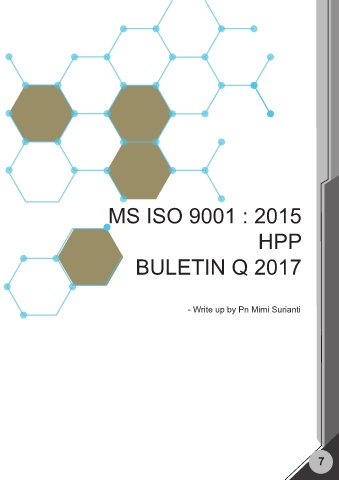 MS ISO 9001 : 2015
HPP
BULETIN Q 2017
- Write up by Pn Mimi Surianti
7